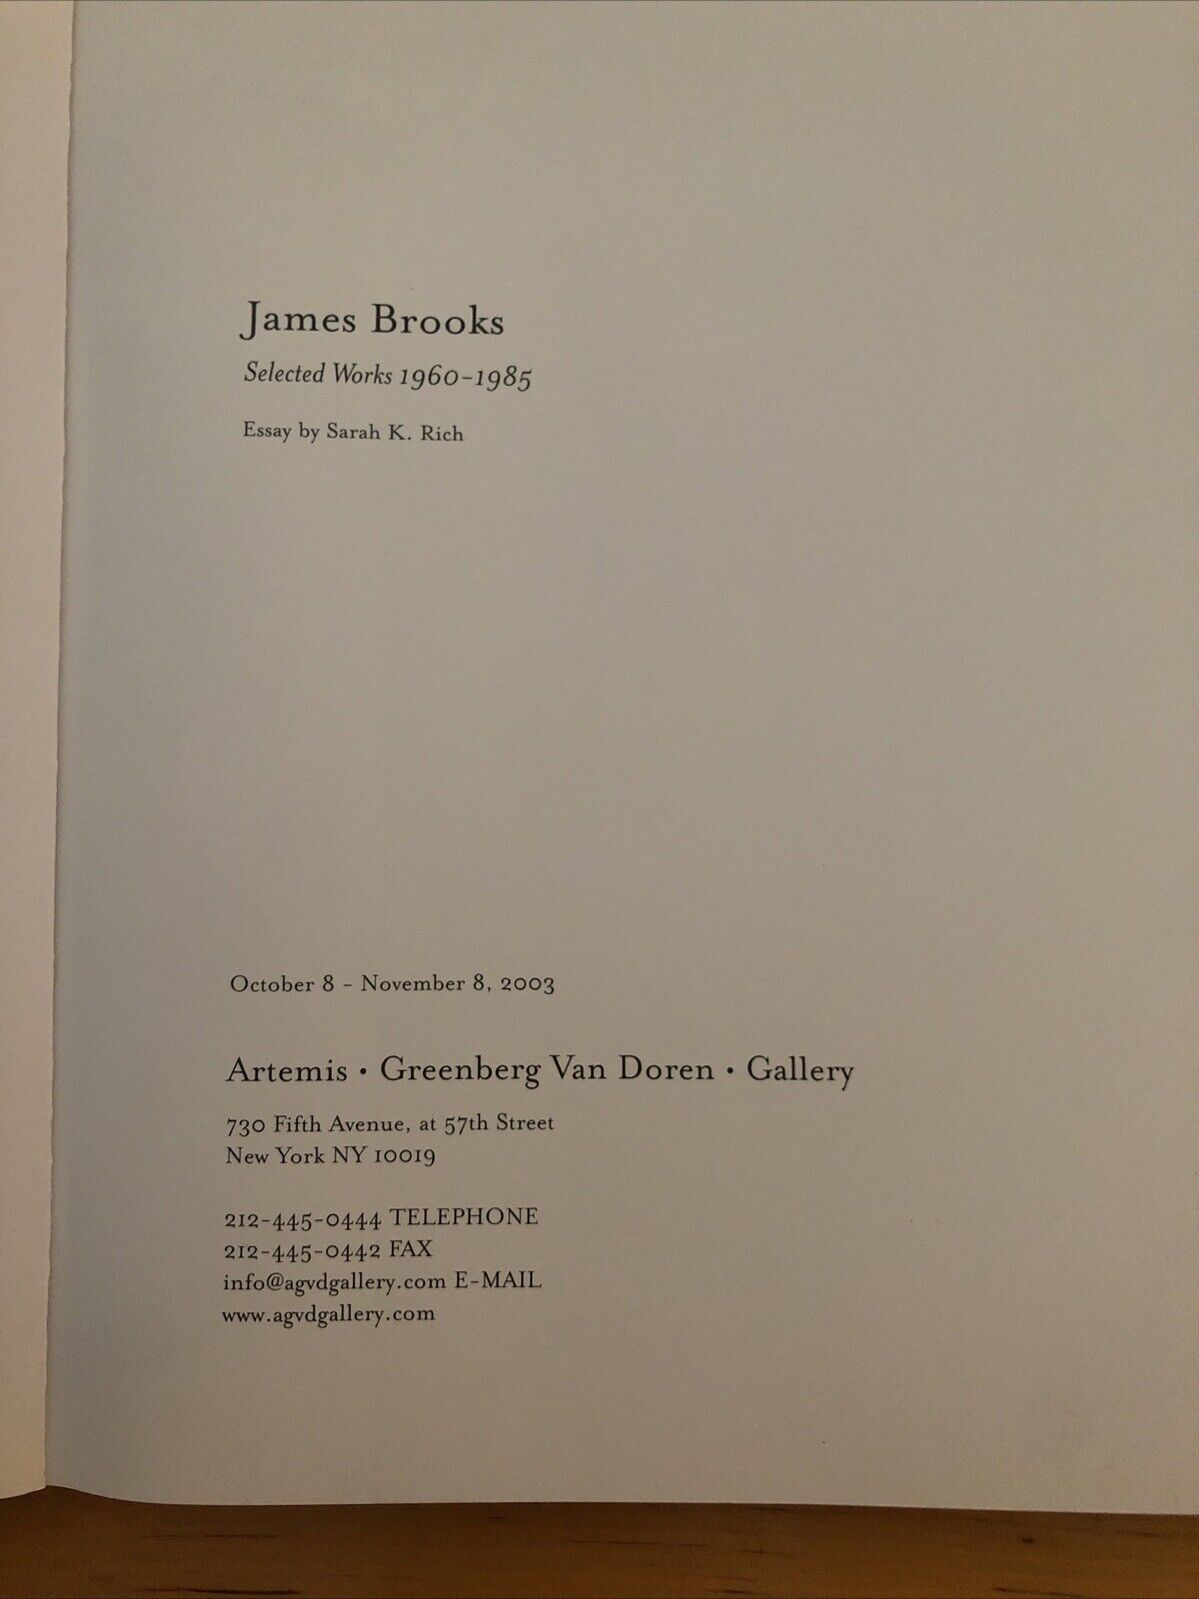 James Brooks
Selected Works 1960–1985
Essay by Sarah K. Rich
October 8 – November 8, 2003
Artemis • Greenberg Van Doren • Gallery
730 Fifth Avenue, at 57th Street
New York NY 10019
212-445-0444 TELEPHONE
212-445-0442 FAX
info@agvdgallery.com E-MAIL
www.agvdgallery.com